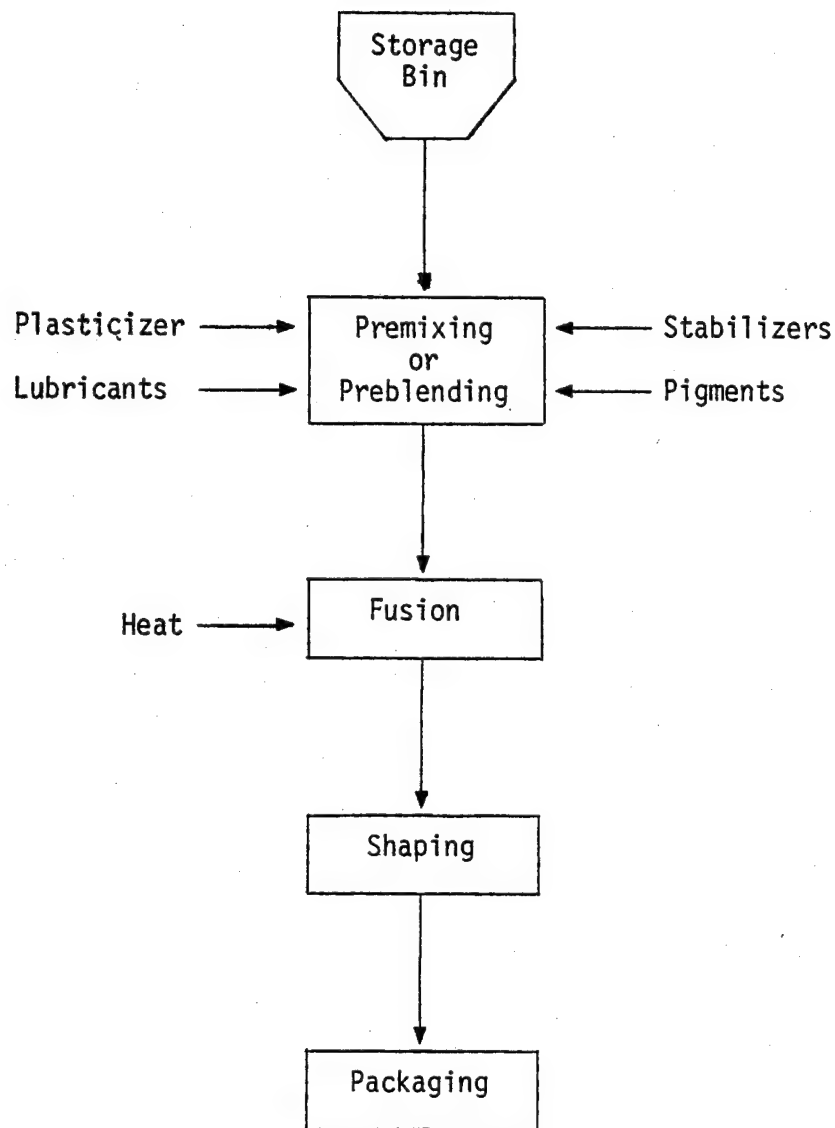 Storage
Bin
Plasticizer
Premixing
or
Preblending
Stabilizers
Lubricants
Pigments
Heat
Fusion
Shaping
Packaging